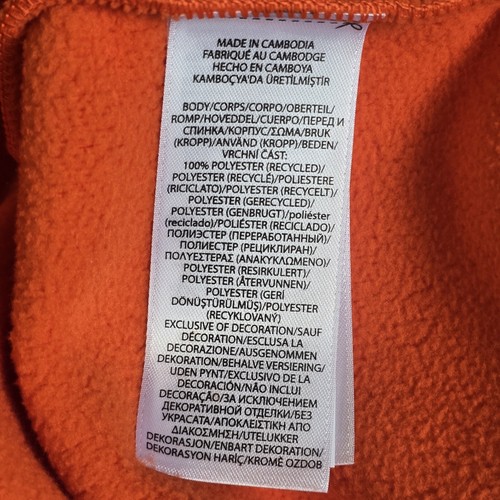 MADE IN CAMBODIA
FABRIQUÉ AU CAMBODGE
HECHO EN CAMBOYA
KAMBOÇYA'DA ÜRETİLMİŞTİR
BODY/CORPS/CORPO/OBERTEIL/
ROMP/HOVEDDEL/CUERPO/ПЕРЕД И
СПИНКА/КОРПУС/ΣΩΜΑ/BRUK
(KROPP)/ANVÄND (KROPP)/BEDEN/
VRCHNÍ ČÁST:
100% POLYESTER (RECYCLED)/
POLYESTER (RECYCLÉ)/POLIESTERE
(RICICLATO)/POLYESTER (RECYCELT)/
POLYESTER (GERECYCLED)/
POLYESTER (GENBRUGT)/poliéster
(reciclado)/POLIÉSTER (RECICLADO)/
ПОЛИЭСТЕР (ПЕРЕРАБОТАННЫЙ)/
ПОЛИЕСТЕР (РЕЦИКЛИРАН)/
ΠΟΛΥΕΣΤΕΡΑΣ (ΑΝΑΚΥΚΛΩΜΕΝΟ)/
POLYESTER (RESIRKULERT)/
POLYESTER (ÅTERVUNNEN)/
POLYESTER (GERİ
DÖNÜŞTÜRÜLMÜŞ)/POLYESTER
(RECYKLOVANÝ)
EXCLUSIVE OF DECORATION/SAUF
DÉCORATION/ESCLUSA LA
DECORAZIONE/AUSGENOMMEN
DEKORATION/BEHALVE VERSIERING/
UDEN PYNT/EXCLUSIVO DE LA
DECORACIÓN/NÃO INCLUI
DECORAÇÃO/ЗА ИСКЛЮЧЕНИЕМ
ДЕКОРАТИВНОЙ ОТДЕЛКИ/БЕЗ
УКРАСАТА/ΑΠΟΚΛΕΙΣΤΙΚΗ ΑΠΟ
ΔΙΑΚΟΣΜΗΣΗ/UTELUKKER
DEKORASJON/ENBART DEKORATION/
DEKORASYON HARİÇ/KROMĚ OZDOB